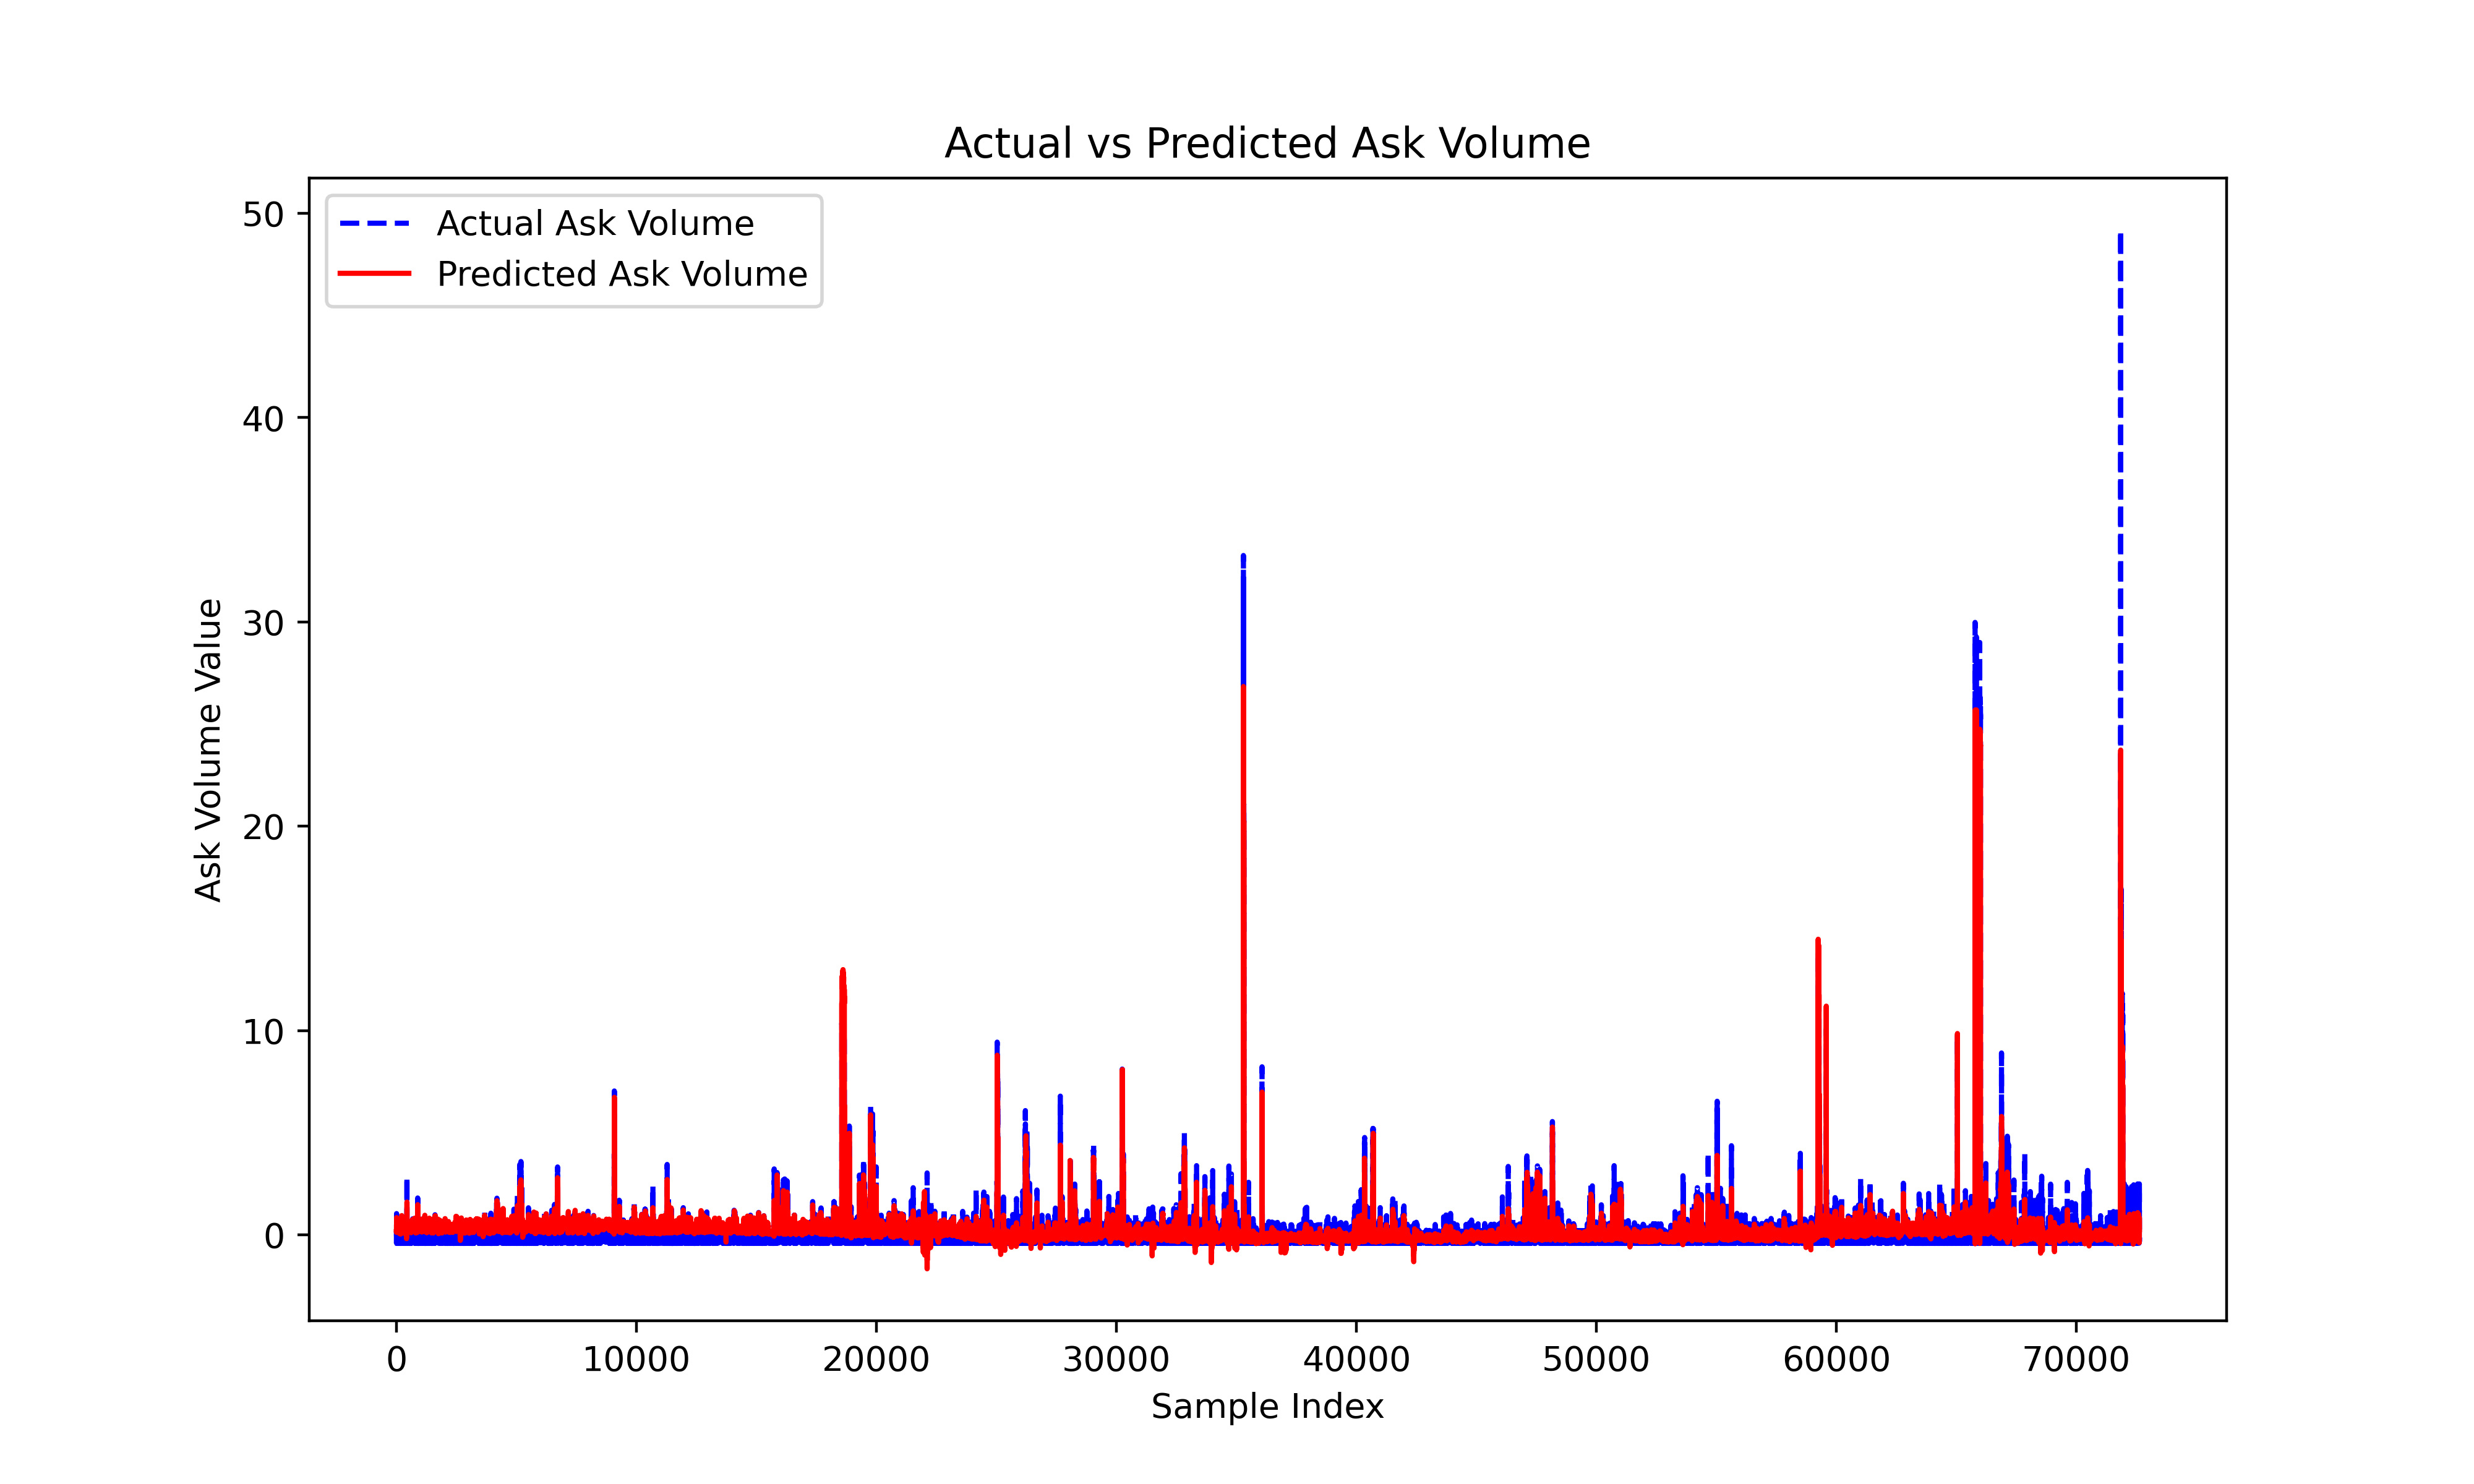 Actual vs Predicted Ask Volume
Actual Ask Volume
Predicted Ask Volume
Ask Volume Value
50
40
30
20
10
0
0 10000 20000 30000 40000 50000 60000 70000
Sample Index